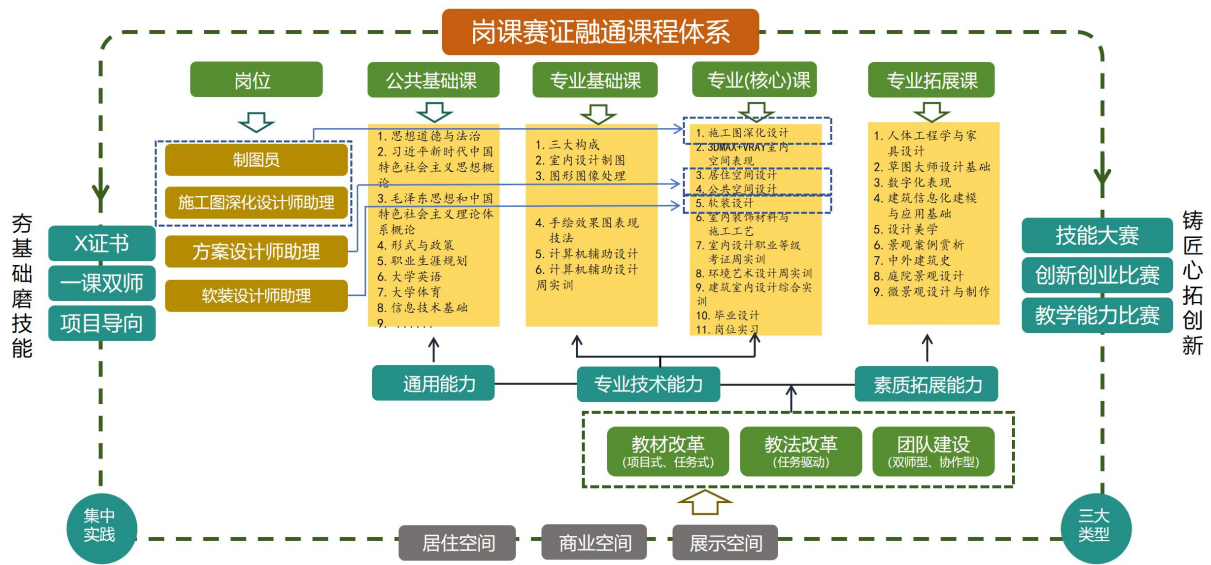 岗课赛证融通课程体系
岗位
公共基础课
专业基础课
专业(核心)课
专业拓展课
制图员
施工图深化设计师助理
方案设计师助理
软装设计师助理
1. 思想道德与法治
2. 习近平新时代中国
特色社会主义思想概
论
3. 毛泽东思想和中国
特色社会主义理论体
系概论
4. 形式与政策
5. 职业生涯规划
6. 大学英语
7. 大学体育
8. 信息技术基础
9. ......
1. 三大构成
2. 室内设计制图
3. 图形图像处理
4. 手绘效果图表现
技法
5. 计算机辅助设计
6. 计算机辅助设计
周实训
1. 施工图深化设计
2. 3DMAX+VRAY室内
空间表现
3. 居住空间设计
4. 公共空间设计
5. 软装设计
6. 室内装饰材料与
施工工艺
7. 室内设计职业等级
考证周实训
8. 环境艺术设计周实训
9. 建筑室内设计综合实
训
10. 毕业设计
11. 岗位实习
1. 人体工程学与家
具设计
2. 草图大师设计基础
3. 数字化表现
4. 建筑信息化建模
与应用基础
5. 设计美学
6. 景观案例赏析
7. 中外建筑史
8. 庭院景观设计
9. 微景观设计与制作
夯基础磨技能
X证书
一课双师
项目导向
技能大赛
创新创业比赛
教学能力比赛
铸匠心拓创新
通用能力
专业技术能力
素质拓展能力
教材改革
(项目式、任务式)
教法改革
(任务驱动)
团队建设
(双师型、协作型)
集中
实践
三大
类型
居住空间
商业空间
展示空间